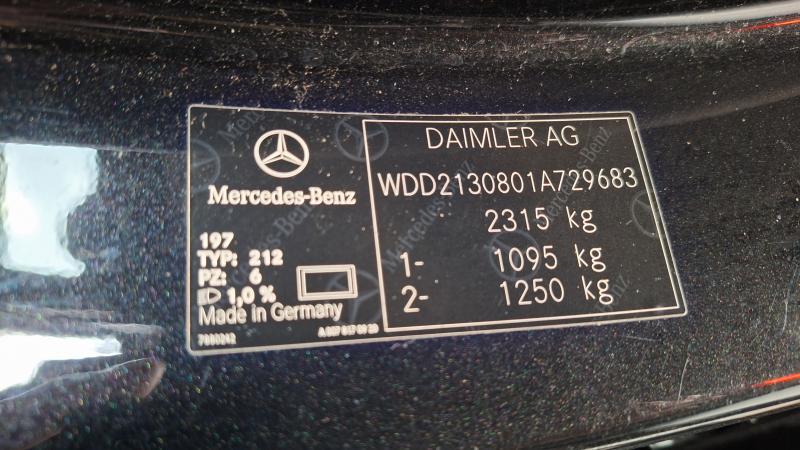 Mercedes-Benz
197
TYP: 212
PZ: 6
1,0 %
Made in Germany
7080242
DAIMLER AG
WDD2130801A729683
2315 kg
1- 1095 kg
2- 1250 kg